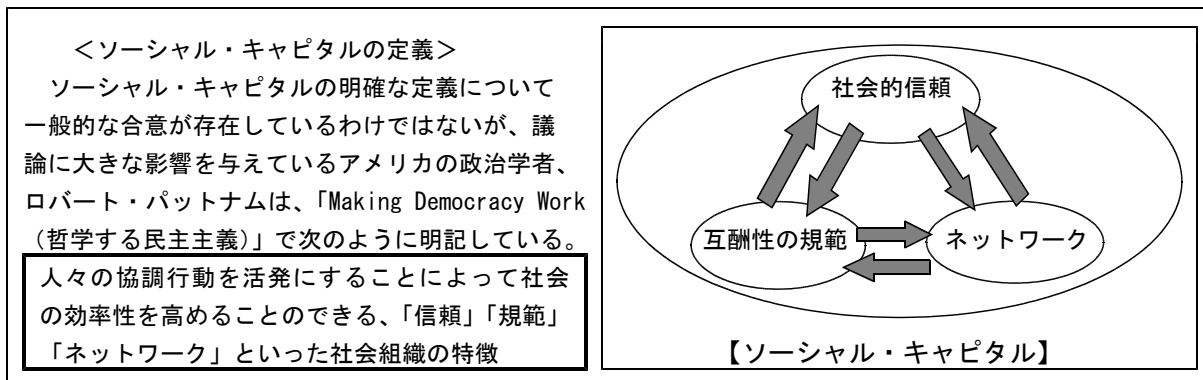 ＜ソーシャル・キャピタルの定義＞
ソーシャル・キャピタルの明確な定義について
一般的な合意が存在しているわけではないが、議
論に大きな影響を与えているアメリカの政治学者、
ロバート・パットナムは、「Making Democracy Work
（哲学する民主主義）」で次のように明記している。
人々の協調行動を活発にすることによって社会
の効率性を高めることのできる、「信頼」「規範」
「ネットワーク」といった社会組織の特徴
社会的信頼
互酬性の規範
ネットワーク
【ソーシャル・キャピタル】